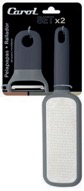 Carol
SET x2
Pelapapas + Rallador